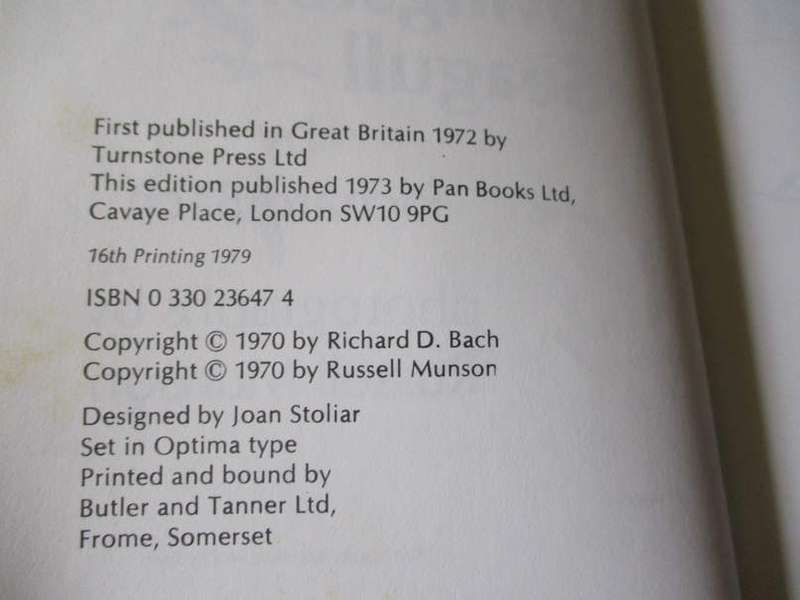 First published in Great Britain 1972 by
Turnstone Press Ltd
This edition published 1973 by Pan Books Ltd,
Cavaye Place, London SW10 9PG
16th Printing 1979
ISBN 0 330 23647 4
Copyright © 1970 by Richard D. Bach
Copyright © 1970 by Russell Munson
Designed by Joan Stoliar
Set in Optima type
Printed and bound by
Butler and Tanner Ltd,
Frome, Somerset